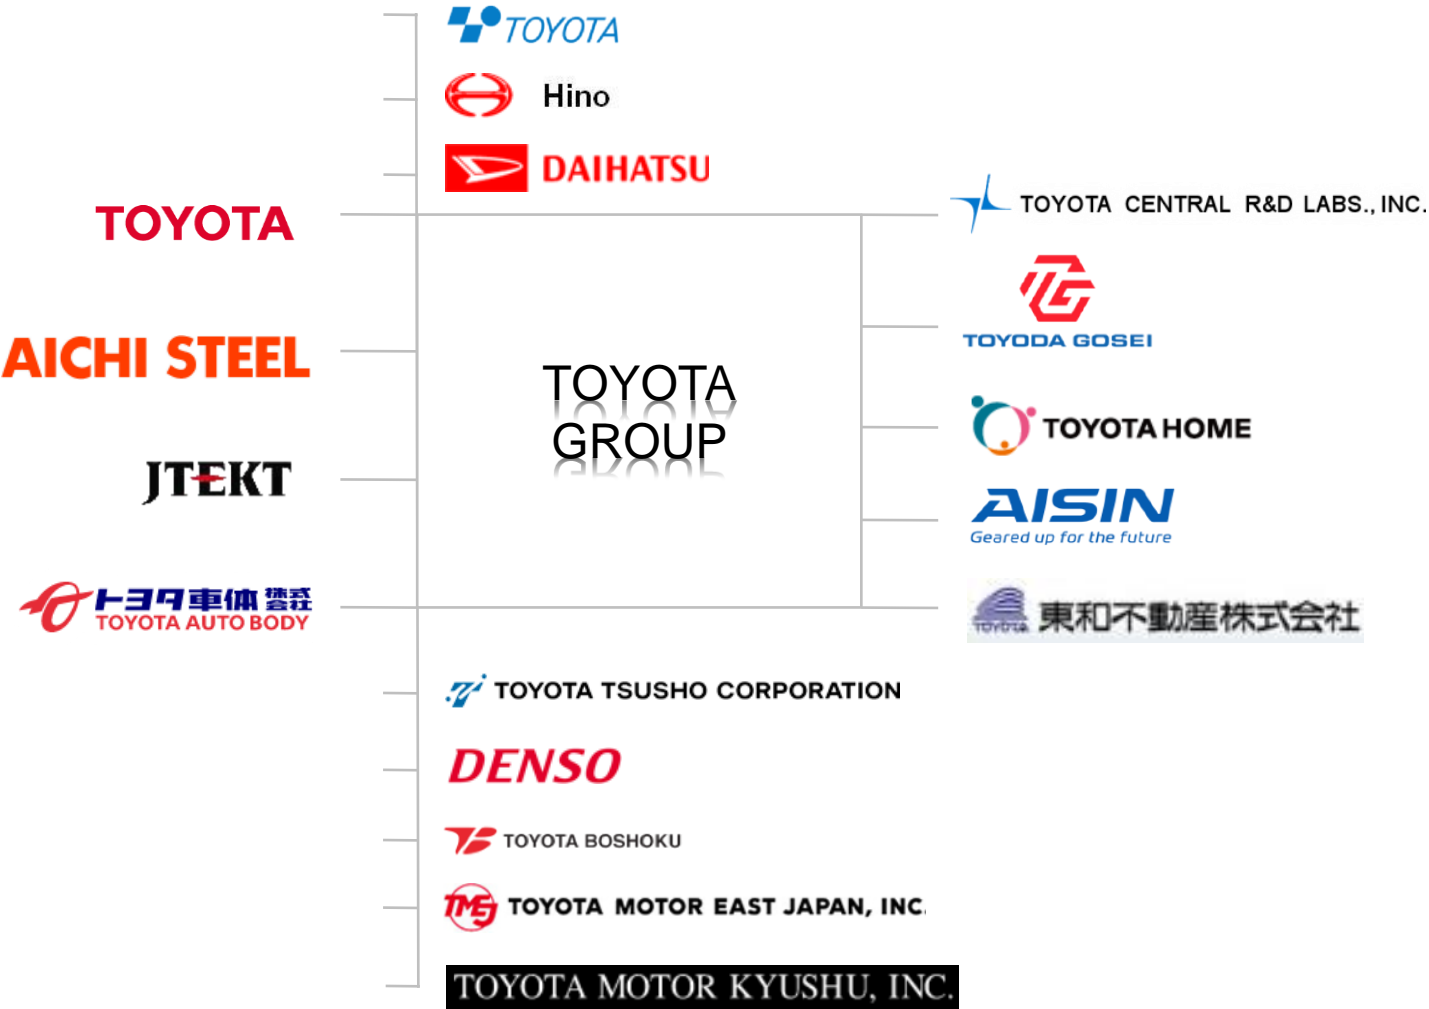 TOYOTA
Hino
DAIHATSU
TOYOTA
AICHI STEEL
JTEKT
トヨタ車体 株式会社
TOYOTA AUTO BODY
TOYOTA
GROUP
TOYOTA CENTRAL R&D LABS., INC.
TG
TOYODA GOSEI
TOYOTA HOME
AISIN
Geared up for the future
TOYOTA
東和不動産株式会社
TOYOTA TSUSHO CORPORATION
DENSO
TOYOTA BOSHOKU
TMEJ
TOYOTA MOTOR EAST JAPAN, INC.
TOYOTA MOTOR KYUSHU, INC.